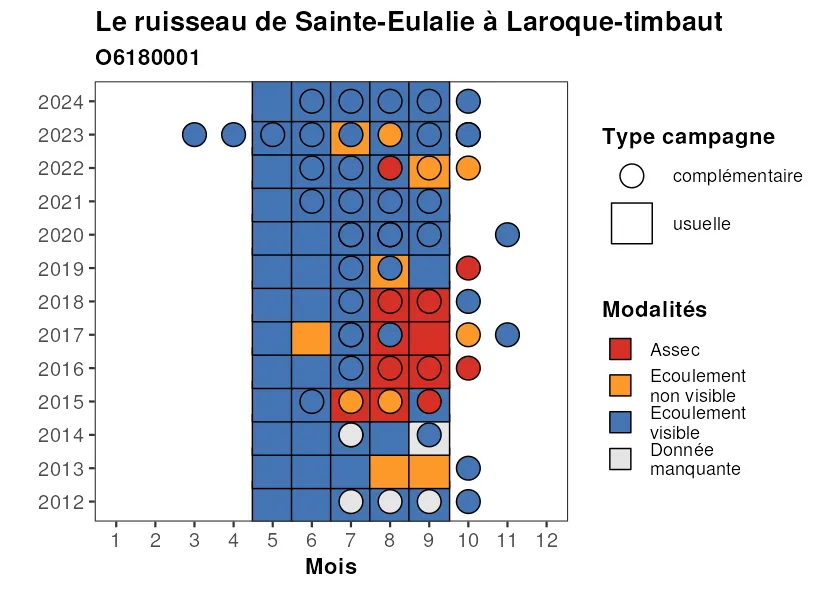 Le ruisseau de Sainte-Eulalie à Laroque-timbaut
O6180001
2024
2023
2022
2021
2020
2019
2018
2017
2016
2015
2014
2013
2012
1 2 3 4 5 6 7 8 9 10 11 12
Mois
Type campagne
complémentaire
usuelle
Modalités
Assec
Ecoulement
non visible
Ecoulement
visible
Donnée
manquante